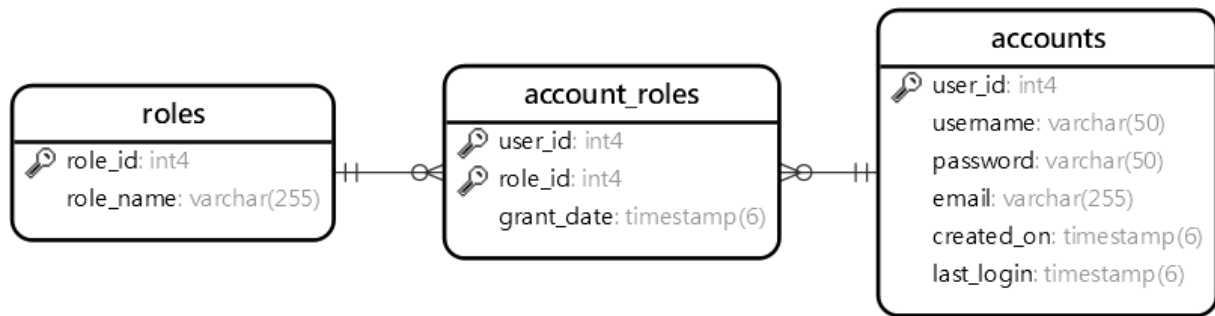 roles
role_id: int4
role_name: varchar(255)
account_roles
user_id: int4
role_id: int4
grant_date: timestamp(6)
accounts
user_id: int4
username: varchar(50)
password: varchar(50)
email: varchar(255)
created_on: timestamp(6)
last_login: timestamp(6)